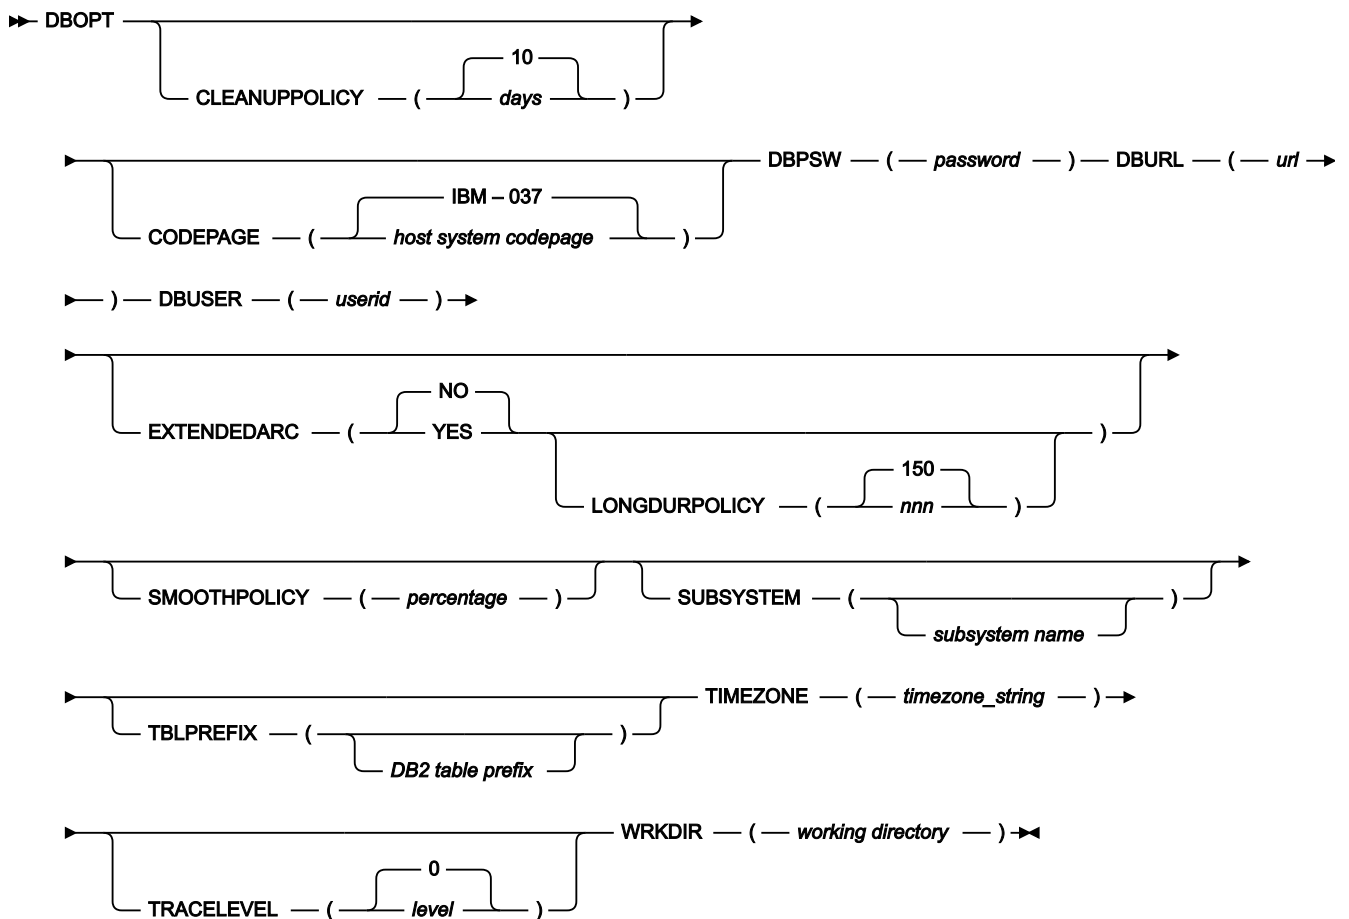 DBOPT
10
CLEANUPPOLICY ( days )
DBPSW ( password ) DBURL ( url
IBM – 037
CODEPAGE ( host system codepage )
) DBUSER ( userid )
NO
EXTENDEDARC ( YES )
150
LONGDURPOLICY ( nnn )
SMOOTHPOLICY ( percentage ) SUBSYSTEM ( )
subsystem name
TIMEZONE ( timezone_string )
TBLPREFIX ( )
DB2 table prefix
WRKDIR ( working directory )
0
TRACELEVEL ( level )